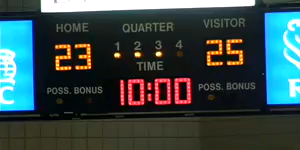 HOME QUARTER VISITOR
23 1 2 3 4 25
TIME
POSS. BONUS 10:00 POSS. BONUS